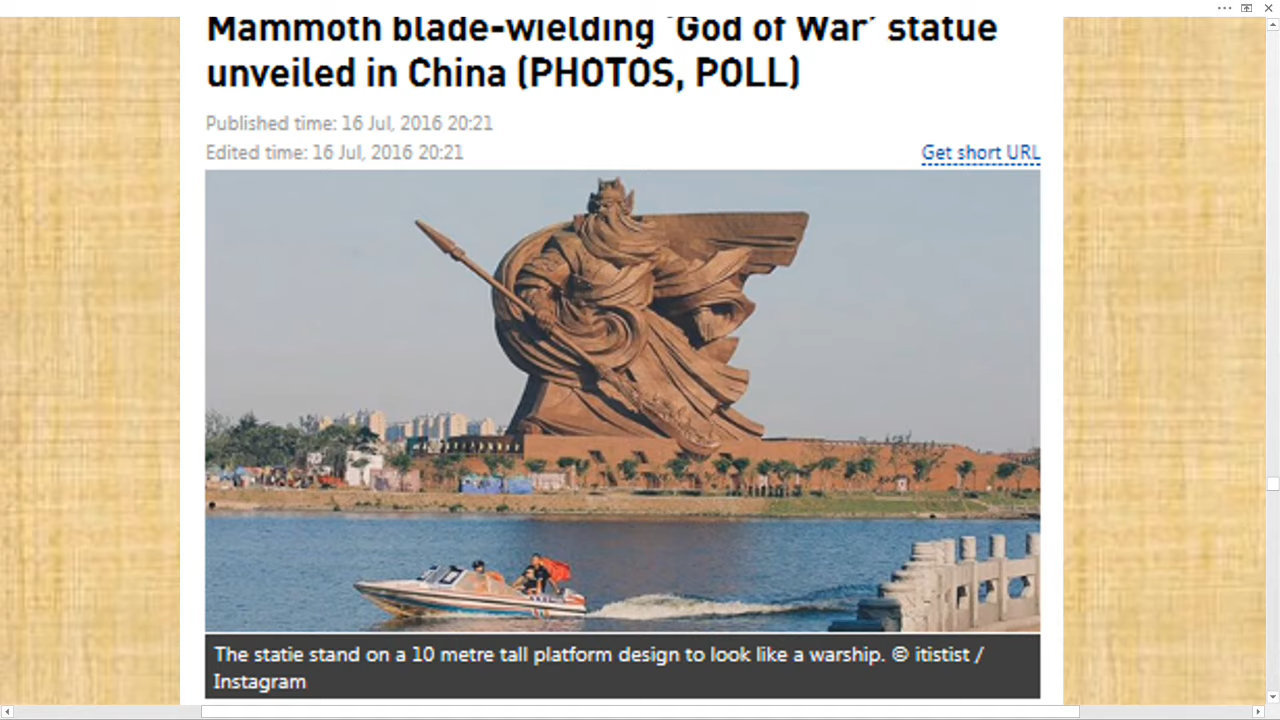 Mammoth blade-wielding ‘God of War’ statue
unveiled in China (PHOTOS, POLL)
Published time: 16 Jul, 2016 20:21
Edited time: 16 Jul, 2016 20:21
Get short URL
The statie stand on a 10 metre tall platform design to look like a warship. © itistist /
Instagram